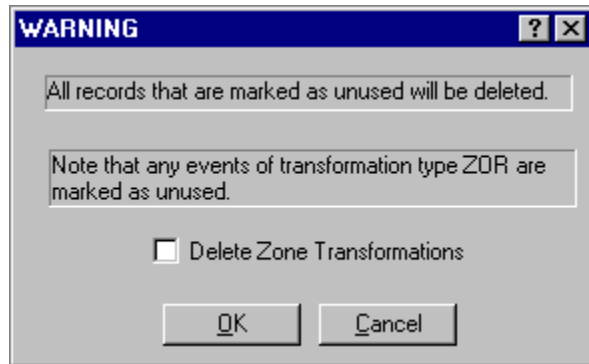 WARNING
All records that are marked as unused will be deleted.
Note that any events of transformation type ZOR are
marked as unused.
Delete Zone Transformations
OK
Cancel